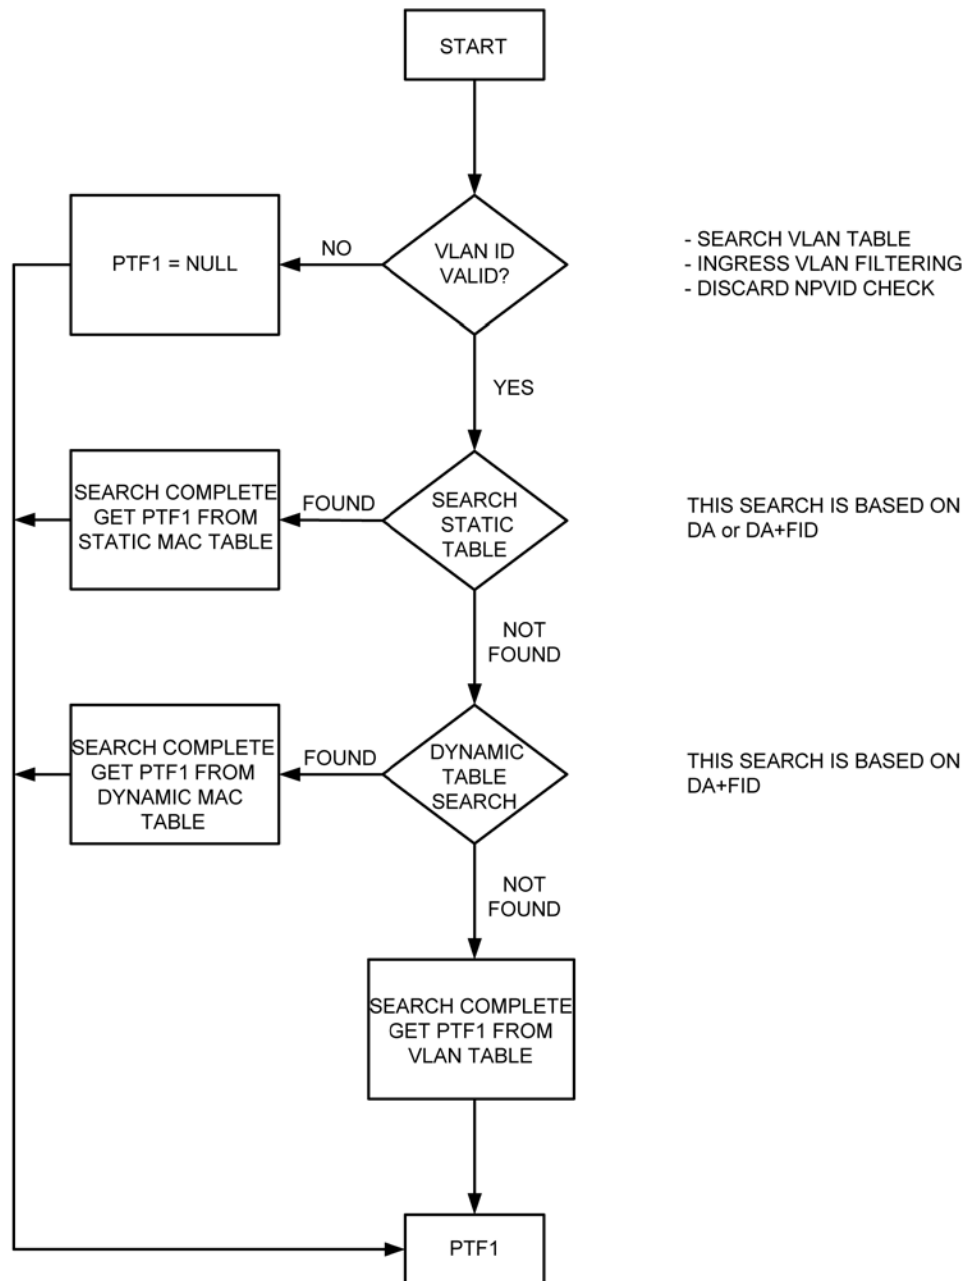 START
NO
PTF1 = NULL
VLAN ID
VALID?
- SEARCH VLAN TABLE
- INGRESS VLAN FILTERING
- DISCARD NPVID CHECK
YES
SEARCH COMPLETE
GET PTF1 FROM
STATIC MAC TABLE
FOUND
SEARCH
STATIC
TABLE
THIS SEARCH IS BASED ON
DA or DA+FID
NOT
FOUND
SEARCH COMPLETE
GET PTF1 FROM
DYNAMIC MAC
TABLE
FOUND
DYNAMIC
TABLE
SEARCH
THIS SEARCH IS BASED ON
DA+FID
NOT
FOUND
SEARCH COMPLETE
GET PTF1 FROM
VLAN TABLE
PTF1